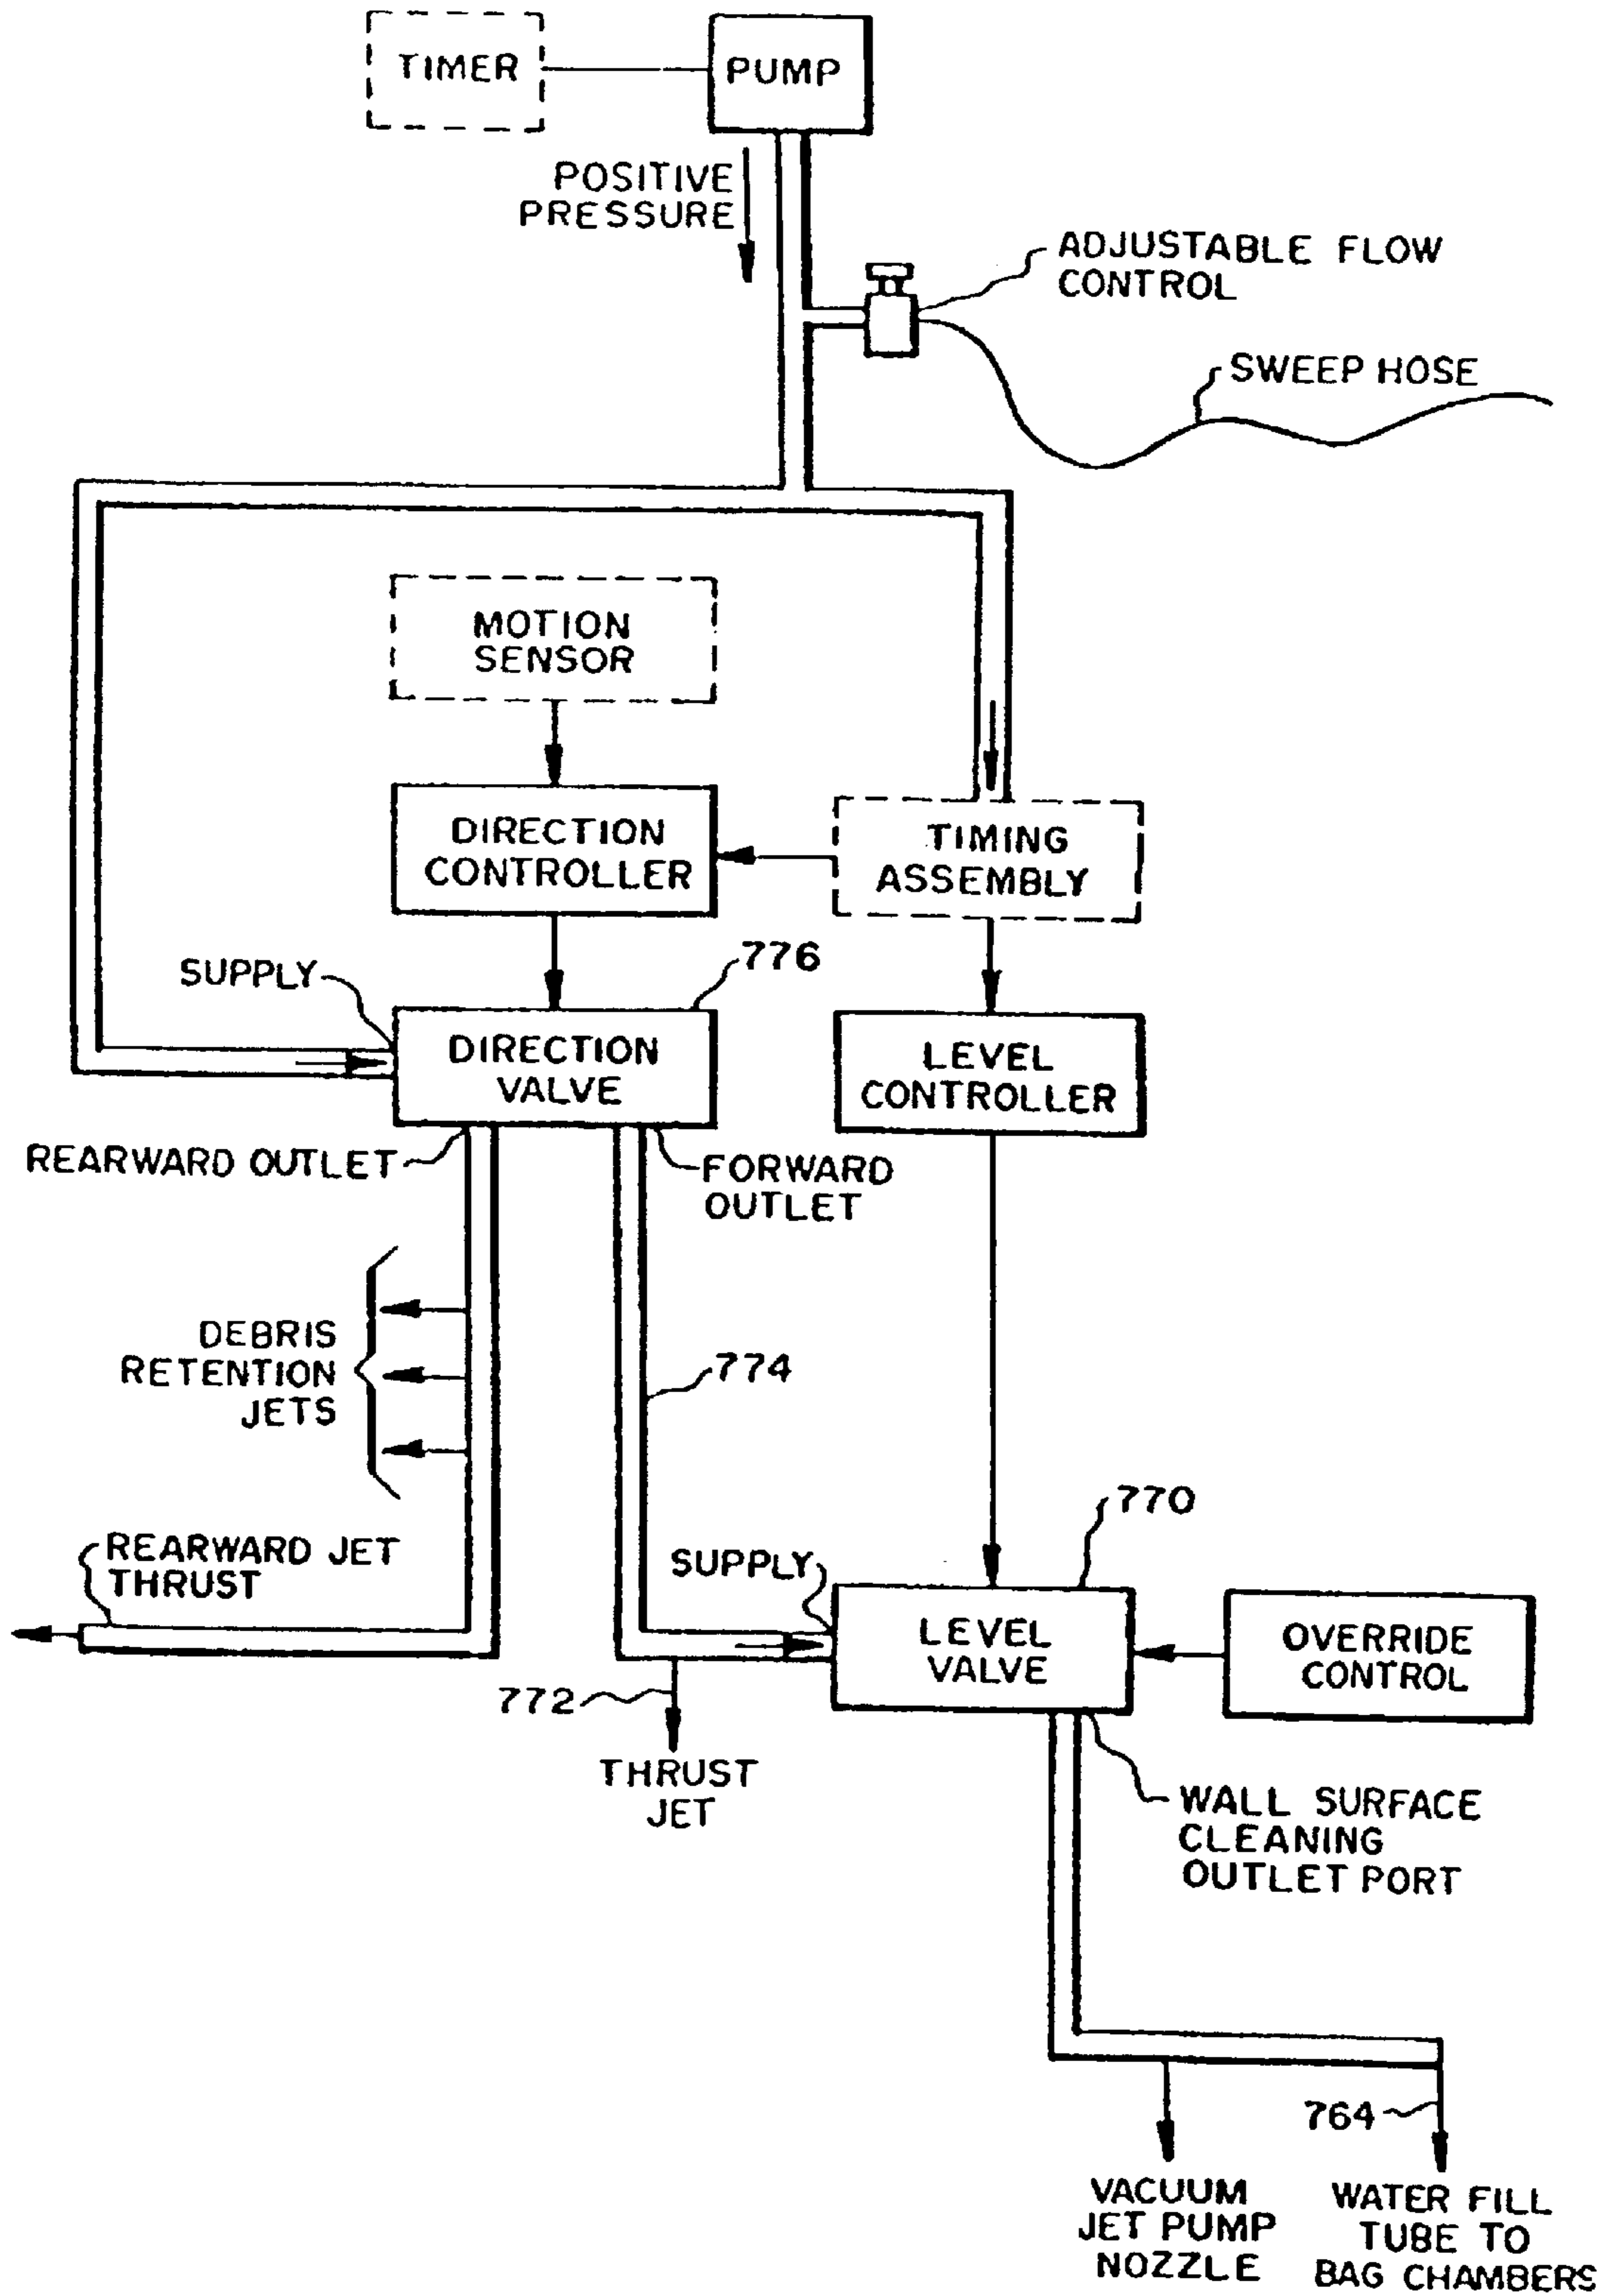 TIMER
PUMP
POSITIVE
PRESSURE
ADJUSTABLE FLOW
CONTROL
SWEEP HOSE
MOTION
SENSOR
DIRECTION
CONTROLLER
TIMING
ASSEMBLY
SUPPLY
776
DIRECTION
VALVE
LEVEL
CONTROLLER
REARWARD OUTLET
FORWARD
OUTLET
DEBRIS
RETENTION
JETS
774
770
REARWARD JET
THRUST
SUPPLY
LEVEL
VALVE
OVERRIDE
CONTROL
772
THRUST
JET
WALL SURFACE
CLEANING
OUTLET PORT
764
VACUUM
JET PUMP
NOZZLE
WATER FILL
TUBE TO
BAG CHAMBERS